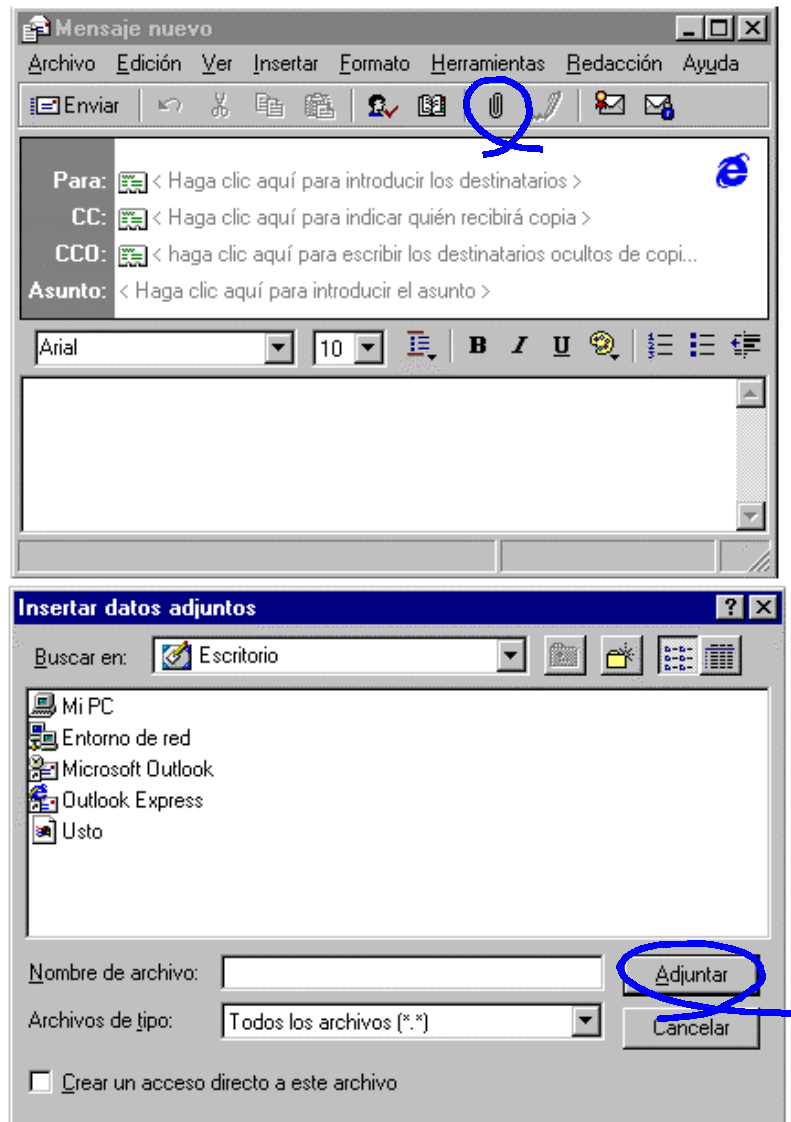 Mensaje nuevo
Archivo Edición Ver Insertar Formato Herramientas Redacción Ayuda
Enviar
Para: < Haga clic aquí para introducir los destinatarios >
CC: < Haga clic aquí para indicar quién recibirá copia >
CCO: < haga clic aquí para escribir los destinatarios ocultos de copi...
Asunto: < Haga clic aquí para introducir el asunto >
Arial 10 B I U
Insertar datos adjuntos
Buscar en: Escritorio
Mi PC
Entorno de red
Microsoft Outlook
Outlook Express
Usto
Nombre de archivo: Adjuntar
Archivos de tipo: Todos los archivos (*.*) Cancelar
Crear un acceso directo a este archivo